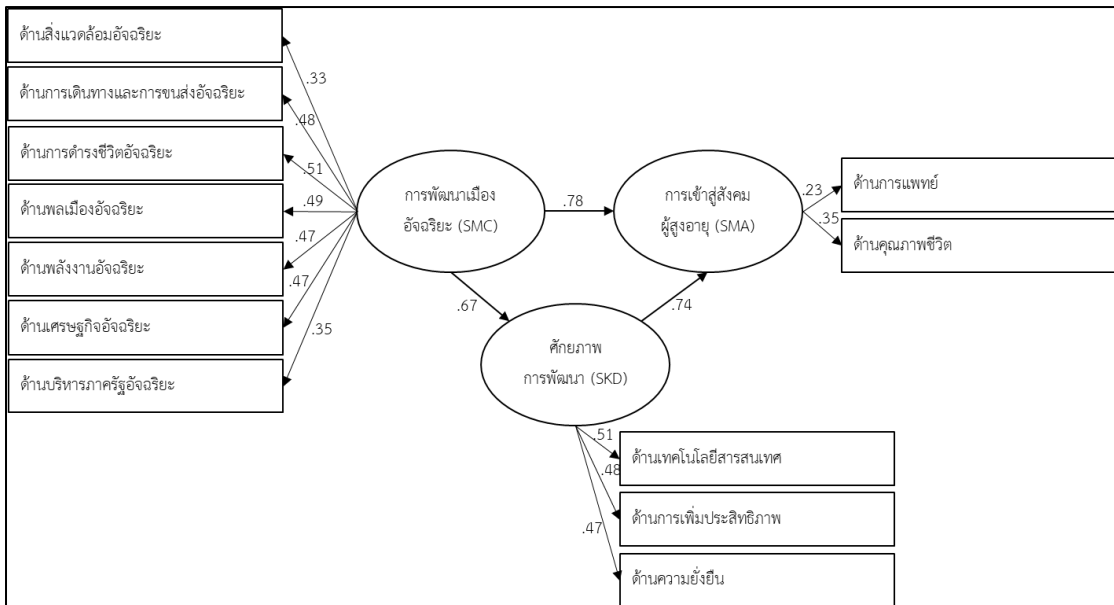 ด้านสิ่งแวดล้อมอัจฉริยะ
ด้านการเดินทางและการขนส่งอัจฉริยะ
ด้านการดำรงชีวิตอัจฉริยะ
ด้านพลเมืองอัจฉริยะ
ด้านพลังงานอัจฉริยะ
ด้านเศรษฐกิจอัจฉริยะ
ด้านบริหารภาครัฐอัจฉริยะ
.33
.48
.51
.49
.47
.47
.35
การพัฒนาเมือง
อัจฉริยะ (SMC)
.78
.67
การเข้าสู่สังคม
ผู้สูงอายุ (SMA)
.74
.23
.35
ด้านการแพทย์
ด้านคุณภาพชีวิต
ศักยภาพ
การพัฒนา (SKD)
.51
.48
.47
ด้านเทคโนโลยีสารสนเทศ
ด้านการเพิ่มประสิทธิภาพ
ด้านความยั่งยืน